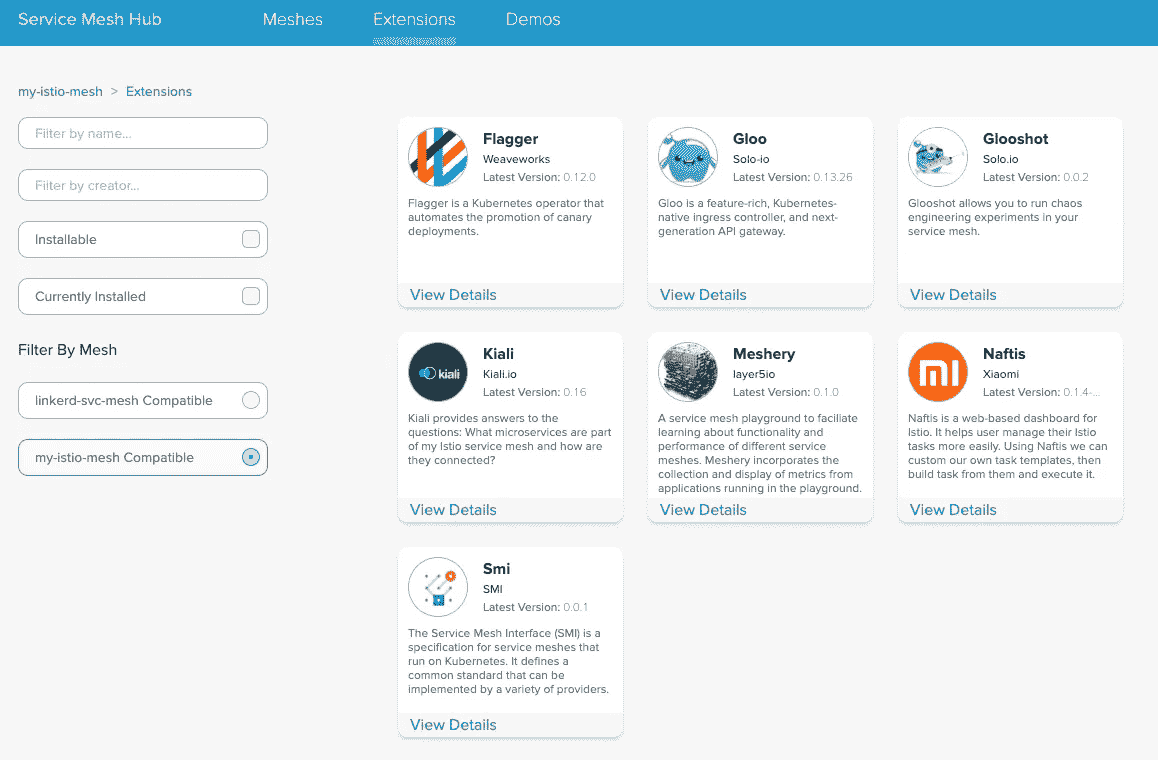 Service Mesh Hub
Meshes
Extensions
Demos
my-istio-mesh > Extensions
Filter by name...
Filter by creator...
Installable
Currently Installed
Filter By Mesh
linkerd-svc-mesh Compatible
my-istio-mesh Compatible
Flagger
Weaveworks
Latest Version: 0.12.0
Flagger is a Kubernetes operator that
automates the promotion of canary
deployments.
View Details
Gloo
Solo-io
Latest Version: 0.13.26
Gloo is a feature-rich, Kubernetes-
native ingress controller, and next-
generation API gateway.
View Details
Glooshot
Solo.io
Latest Version: 0.0.2
Glooshot allows you to run chaos
engineering experiments in your
service mesh.
View Details
kiali
Kiali
Kiali.io
Latest Version: 0.16
Kiali provides answers to the
questions: What microservices are part
of my Istio service mesh and how are
they connected?
View Details
Meshery
layer5io
Latest Version: 0.1.0
A service mesh playground to faciliate
learning about functionality and
performance of different service
meshes. Meshery incorporates the
collection and display of metrics from
applications running in the playground.
View Details
mi
Naftis
Xiaomi
Latest Version: 0.1.4-...
Naftis is a web-based dashboard for
Istio. It helps user manage their Istio
tasks more easily. Using Naftis we can
custom our own task templates, then
build task from them and execute it.
View Details
Smi
SMI
Latest Version: 0.0.1
The Service Mesh Interface (SMI) is a
specification for service meshes that
run on Kubernetes. It defines a
common standard that can be
implemented by a variety of providers.
View Details